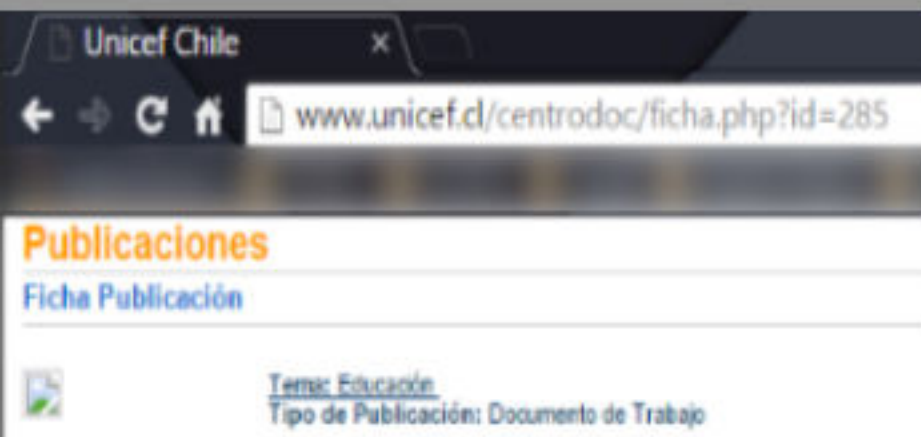 Unicef Chile
www.unicef.cl/centrodoc/ficha.php?id=285
Publicaciones
Ficha Publicación
Tema: Educación
Tipo de Publicación: Documento de Trabajo